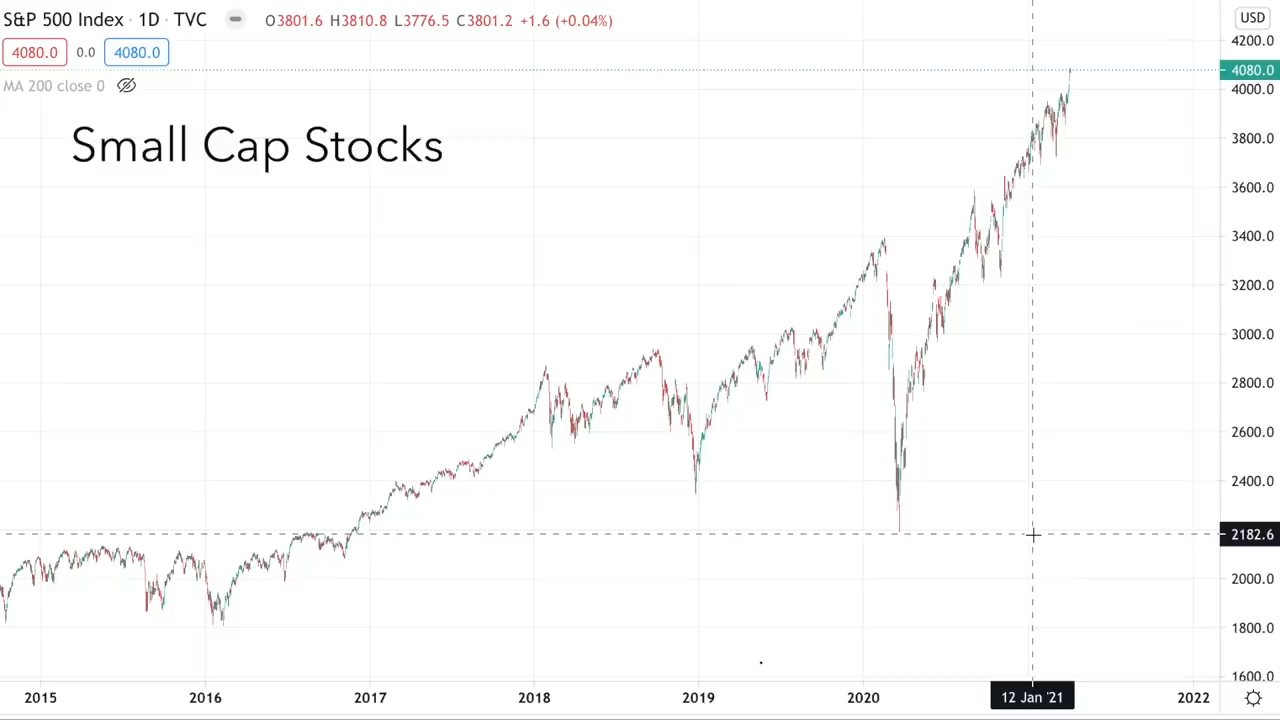 S&P 500 Index · 1D · TVC O3801.6 H3810.8 L3776.5 C3801.2 +1.6 (+0.04%)
USD
4080.0 0.0 4080.0
MA 200 close 0
Small Cap Stocks
4200.0
4080.0
4000.0
3800.0
3600.0
3400.0
3200.0
3000.0
2800.0
2600.0
2400.0
2182.6
2000.0
1800.0
1600.0
2015 2016 2017 2018 2019 2020 12 Jan '21 2022